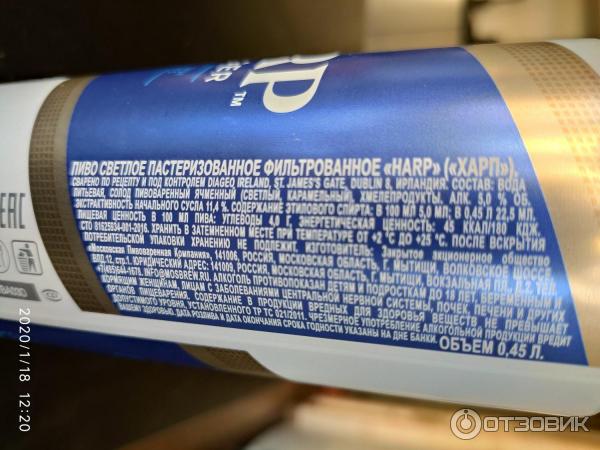 RP
™
ПИВО СВЕТЛОЕ ПАСТЕРИЗОВАННОЕ ФИЛЬТРОВАННОЕ «HARP» («ХАРП»).
СВАРЕНО ПО РЕЦЕПТУ И ПОД КОНТРОЛЕМ DIAGEO IRELAND, ST. JAMES'S GATE, DUBLIN 8, ИРЛАНДИЯ. СОСТАВ: ВОДА
ПИТЬЕВАЯ, СОЛОД ПИВОВАРЕННЫЙ ЯЧМЕННЫЙ (СВЕТЛЫЙ, КАРАМЕЛЬНЫЙ), ХМЕЛЕПРОДУКТЫ, АЛК. 5,0 % ОБ.
ЭКСТРАКТИВНОСТЬ НАЧАЛЬНОГО СУСЛА 11,4 %. СОДЕРЖАНИЕ ЭТИЛОВОГО СПИРТА: В 100 МЛ 5,0 МЛ; В 0,45 Л 22,5 МЛ.
ПИЩЕВАЯ ЦЕННОСТЬ В 100 МЛ ПИВА: УГЛЕВОДЫ 4,0 Г, ЭНЕРГЕТИЧЕСКАЯ ЦЕННОСТЬ: 45 ККАЛ/180 КДЖ.
СТО 01625934-001-2016. ХРАНИТЬ В ЗАТЕМНЕННОМ МЕСТЕ ПРИ ТЕМПЕРАТУРЕ ОТ +2 °С ДО +25 °С. ПОСЛЕ ВСКРЫТИЯ
ПОТРЕБИТЕЛЬСКОЙ УПАКОВКИ ХРАНЕНИЮ НЕ ПОДЛЕЖИТ. ИЗГОТОВИТЕЛЬ: Закрытое акционерное общество
«Московская Пивоваренная Компания», 141006, РОССИЯ, МОСКОВСКАЯ ОБЛАСТЬ, Г. МЫТИЩИ, ВОЛКОВСКОЕ ШОССЕ
ВЛД.12, стр.1. ЮРИДИЧЕСКИЙ АДРЕС: 141009, РОССИЯ, МОСКОВСКАЯ ОБЛАСТЬ, Г. МЫТИЩИ, ВОКЗАЛЬНАЯ ПЛ., Д.2, ТЕЛ.
INFO@MOSBREW.RU. ДЕТЯМ И ПОДРОСТКАМ ДО 18 ЛЕТ, БЕРЕМЕННЫМ И
КОРМЯЩИМ ЖЕНЩИНАМ, ЛИЦАМ С ЗАБОЛЕВАНИЯМИ ЦЕНТРАЛЬНОЙ НЕРВНОЙ СИСТЕМЫ, ПОЧЕК, ПЕЧЕНИ И ДРУГИХ
ОРГАНОВ ПИЩЕВАРЕНИЯ. СОДЕРЖАНИЕ В ПРОДУКЦИИ ВРЕДНЫХ ДЛЯ ЗДОРОВЬЯ ВЕЩЕСТВ НЕ ПРЕВЫШАЕТ
ДОПУСТИМОГО УРОВНЯ, УСТАНОВЛЕННОГО ТР ТС 021/2011. ЧРЕЗМЕРНОЕ УПОТРЕБЛЕНИЕ АЛКОГОЛЬНОЙ ПРОДУКЦИИ ВРЕДИТ
ВАШЕМУ ЗДОРОВЬЮ. ДАТА РОЗЛИВА И ДАТА ОКОНЧАНИЯ СРОКА ГОДНОСТИ УКАЗАНЫ НА ДНЕ БАНКИ. ОБЪЕМ 0,45 Л.
EAC
2020/1/18 12:20
ОТЗОВИК